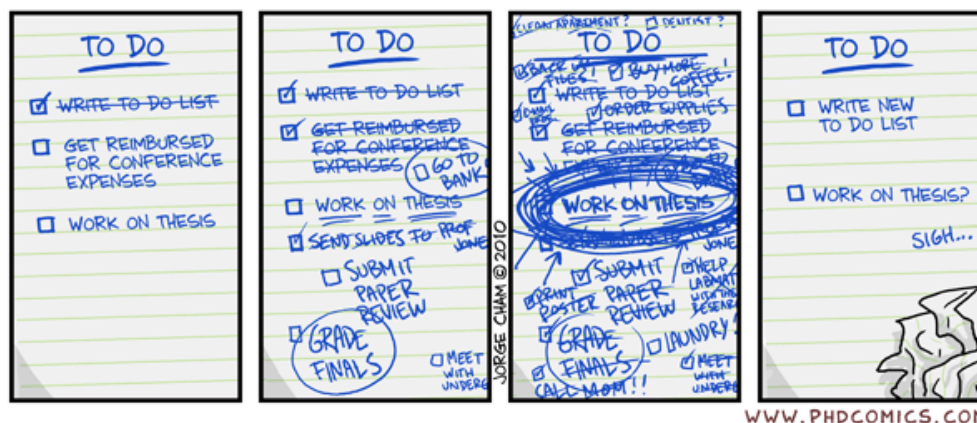 TO DO
WRITE TO DO LIST
GET REIMBURSED
FOR CONFERENCE
EXPENSES
WORK ON THESIS
TO DO
WRITE TO DO LIST
GET REIMBURSED
FOR CONFERENCE
EXPENSES
GO TO
BANK
WORK ON THESIS
SEND SLIDES TO PROF
JONE
SUBMIT
PAPER
REVIEW
GRADE
FINALS
MEET
WITH
UNDERG
JORGE CHAM © 2010
CLEAN APARTMENT?
DENTIST?
TO DO
BACK UP
FILES!
BUY MORE
COFFEE!
WRITE TO DO LIST
ORDER SUPPLIES
GET REIMBURSED
FOR CONFERENCE
WORK ON THESIS
JONE
SUBMIT
PAPER
REVIEW
PRINT
POSTER
HELP
LABMAT
WITH
GRADE
FINALS
LAUNDRY!
MEET
WITH
UNDERG
CALL MOM!!
TO DO
WRITE NEW
TO DO LIST
WORK ON THESIS?
SIGH...
WWW.PHDCOMICS.CO